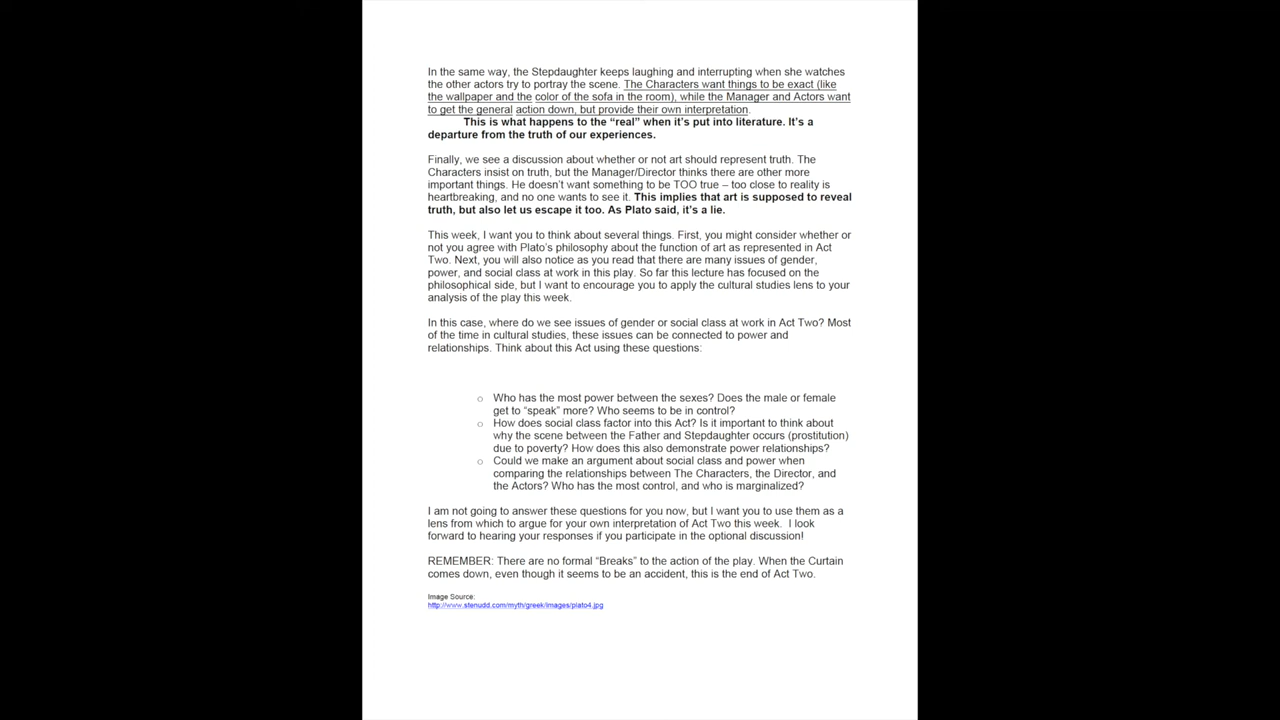 In the same way, the Stepdaughter keeps laughing and interrupting when she watches
the other actors try to portray the scene. The Characters want things to be exact (like
the wallpaper and the color of the sofa in the room), while the Manager and Actors want
to get the general action down, but provide their own interpretation.
This is what happens to the “real” when it’s put into literature. It’s a
departure from the truth of our experiences.
Finally, we see a discussion about whether or not art should represent truth. The
Characters insist on truth, but the Manager/Director thinks there are other more
important things. He doesn’t want something to be TOO true – too close to reality is
heartbreaking, and no one wants to see it. This implies that art is supposed to reveal
truth, but also let us escape it too. As Plato said, it’s a lie.
This week, I want you to think about several things. First, you might consider whether or
not you agree with Plato’s philosophy about the function of art as represented in Act
Two. Next, you will also notice as you read that there are many issues of gender,
power, and social class at work in this play. So far this lecture has focused on the
philosophical side, but I want to encourage you to apply the cultural studies lens to your
analysis of the play this week.
In this case, where do we see issues of gender or social class at work in Act Two? Most
of the time in cultural studies, these issues can be connected to power and
relationships. Think about this Act using these questions:
o Who has the most power between the sexes? Does the male or female
get to “speak” more? Who seems to be in control?
o How does social class factor into this Act? Is it important to think about
why the scene between the Father and Stepdaughter occurs (prostitution)
due to poverty? How does this also demonstrate power relationships?
o Could we make an argument about social class and power when
comparing the relationships between The Characters, the Director, and
the Actors? Who has the most control, and who is marginalized?
I am not going to answer these questions for you now, but I want you to use them as a
lens from which to argue for your own interpretation of Act Two this week.  I look
forward to hearing your responses if you participate in the optional discussion!
REMEMBER: There are no formal “Breaks” to the action of the play. When the Curtain
comes down, even though it seems to be an accident, this is the end of Act Two.
Image Source:
http://www.stenudd.com/myth/greek/images/plato4.jpg